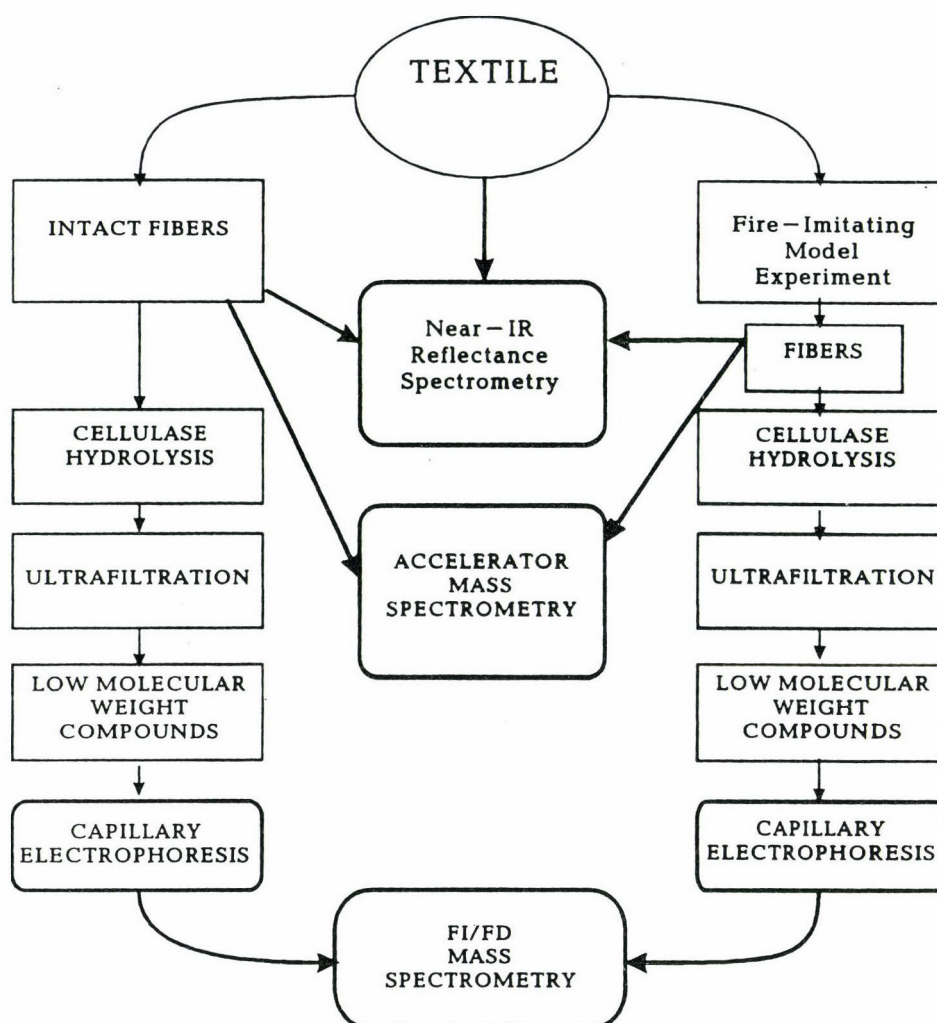 TEXTILE
INTACT FIBERS
Fire-Imitating
Model
Experiment
Near-IR
Reflectance
Spectrometry
FIBERS
CELLULASE
HYDROLYSIS
CELLULASE
HYDROLYSIS
ACCELERATOR
MASS
SPECTROMETRY
ULTRAFILTRATION
ULTRAFILTRATION
LOW MOLECULAR
WEIGHT
COMPOUNDS
LOW MOLECULAR
WEIGHT
COMPOUNDS
CAPILLARY
ELECTROPHORESIS
CAPILLARY
ELECTROPHORESIS
FI/FD
MASS
SPECTROMETRY